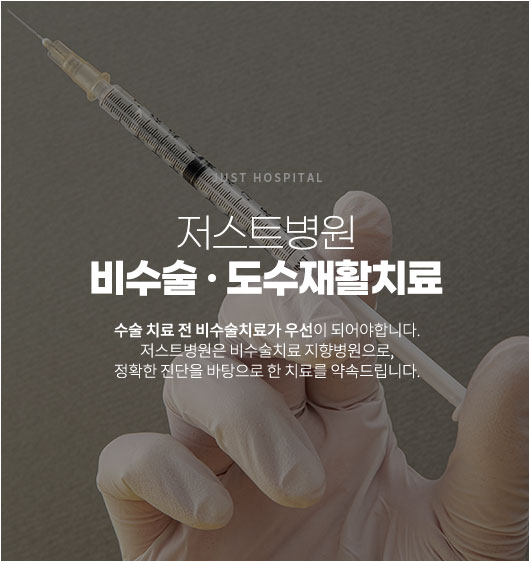 JUST HOSPITAL
저스트병원
비수술 · 도수재활치료
수술 치료 전 비수술치료가 우선이 되어야합니다.
저스트병원은 비수술치료 지향병원으로,
정확한 진단을 바탕으로 한 치료를 약속드립니다.